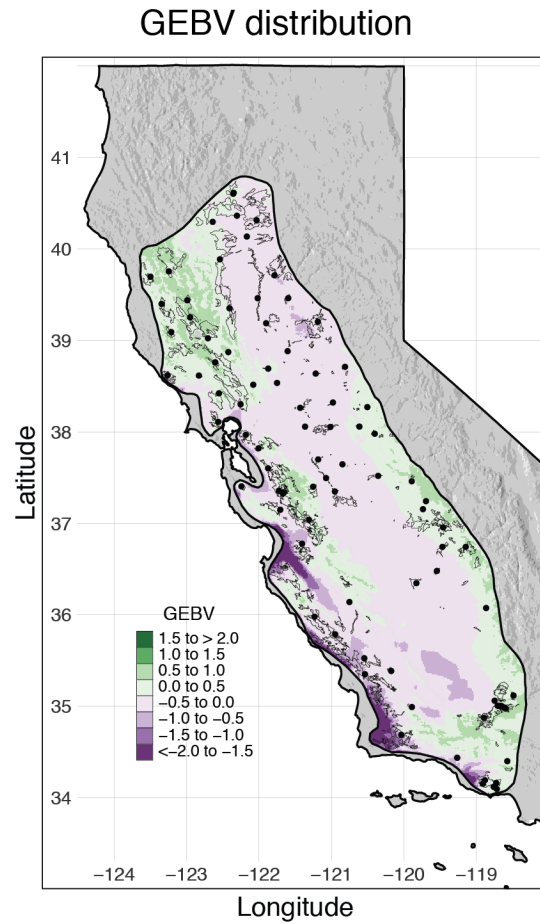 GEBV distribution
41
40
39
38
37
36
35
34
Latitude
GEBV
1.5 to > 2.0
1.0 to 1.5
0.5 to 1.0
0.0 to 0.5
−0.5 to 0.0
−1.0 to −0.5
−1.5 to −1.0
<−2.0 to −1.5
−124 −123 −122 −121 −120 −119
Longitude